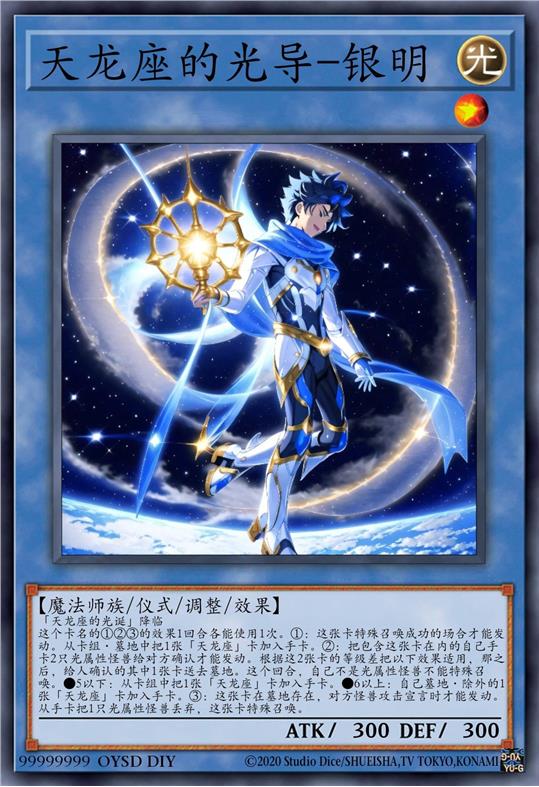 天龙座的光导-银明
光
【魔法师族/仪式/调整/效果】
「天龙座的光诞」降临
这个卡名的①②③的效果1回合各能使用1次。①:这张卡特殊召唤成功的场合才能发
动。从卡组·墓地中把1张「天龙座」卡加入手卡。②:把包含这张卡在内的自己手
卡2只光属性怪兽给对方确认才能发动。根据这2张卡的等级差把以下效果适用,那之
后,给人确认的其中1张卡送去墓地。这个回合,自己不是光属性怪兽不能特殊召
唤。●5以下:从卡组中把1张「天龙座」卡加入手卡。●6以上:自己墓地·除外的1
张「天龙座」卡加入手卡。③:这张卡在墓地存在,对方怪兽攻击宣言时才能发动。
从手卡把1只光属性怪兽丢弃,这张卡特殊召唤。
ATK/ 300 DEF/ 300
99999999 OYSD DIY ©2020 Studio Dice/SHUEISHA,TV TOKYO,KONAMI